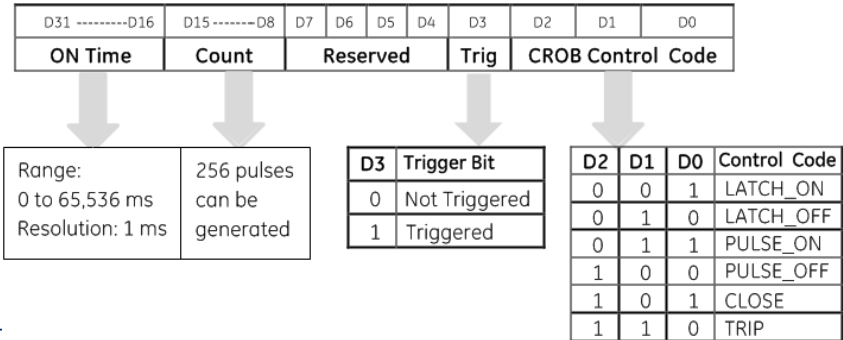 D31 ---------D16 D15 -------D8 D7 D6 D5 D4 D3 D2 D1 D0
ON Time Count Reserved Trig CROB Control Code
Range:
0 to 65,536 ms
Resolution: 1 ms
256 pulses
can be
generated
D3 Trigger Bit
0 Not Triggered
1 Triggered
D2 D1 D0 Control Code
0 0 1 LATCH_ON
0 1 0 LATCH_OFF
0 1 1 PULSE_ON
1 0 0 PULSE_OFF
1 0 1 CLOSE
1 1 0 TRIP